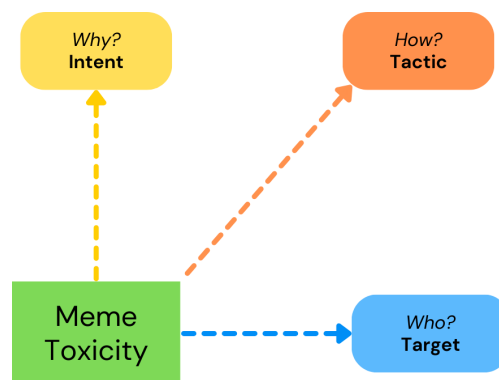 Why?
Intent
How?
Tactic
Meme
Toxicity
Who?
Target